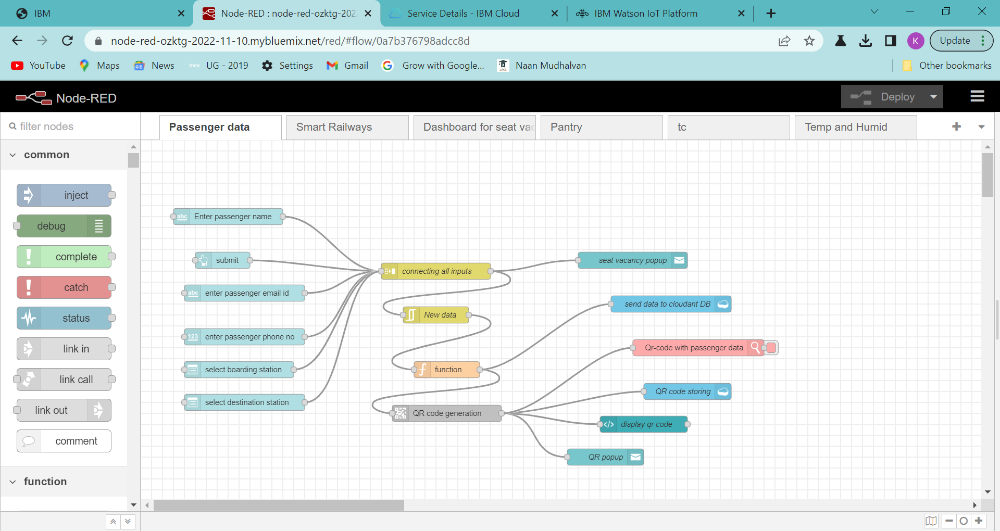 IBM
Node-RED : node-red-ozktg-202
Service Details - IBM Cloud
IBM Watson IoT Platform
node-red-ozktg-2022-11-10.mybluemix.net/red/#flow/0a7b376798adcc8d
K
Update
YouTube
Maps
News
tnea
UG - 2019
Settings
Gmail
Grow with Google...
Naan Mudhalvan
Other bookmarks
Node-RED
Deploy
filter nodes
Passenger data
Smart Railways
Dashboard for seat vac
Pantry
tc
Temp and Humid
common
inject
debug
complete
catch
status
link in
link call
link out
comment
function
abc Enter passenger name
submit
abc enter passenger email id
123 enter passenger phone no
select boarding station
select destination station
connecting all inputs
New data
function
QR code generation
seat vacancy popup
send data to cloudant DB
Qr-code with passenger data
QR code storing
</> display qr code
QR popup